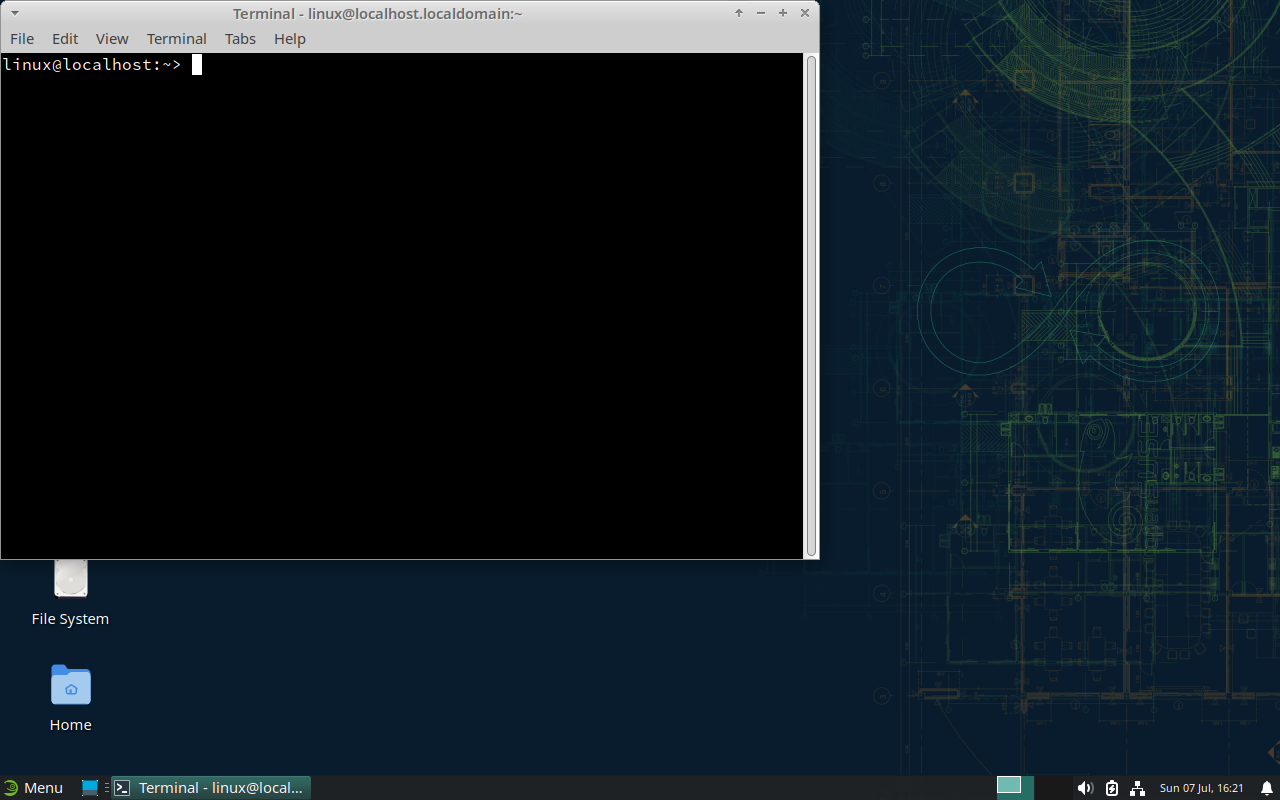 Terminal - linux@localhost.localdomain:~
File Edit View Terminal Tabs Help
linux@localhost:~>
File System
Home
Menu
Terminal - linux@local...
Sun 07 Jul, 16:21